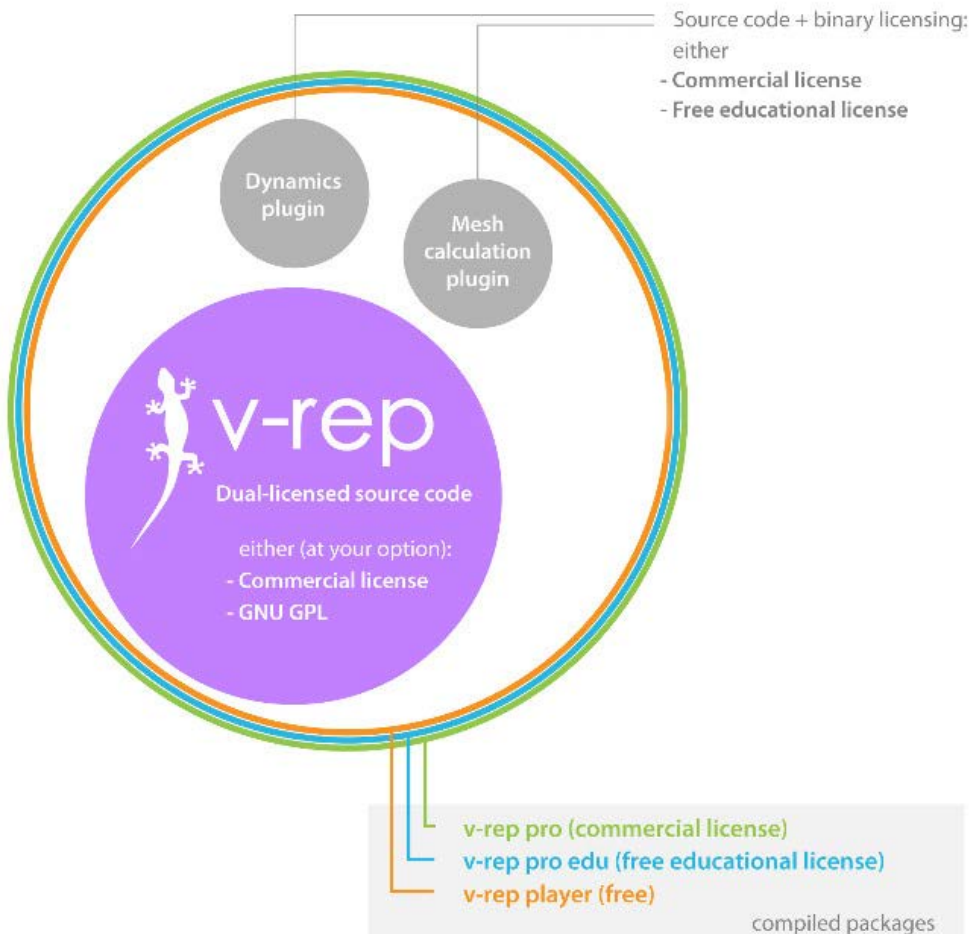 Source code + binary licensing:
either
- Commercial license
- Free educational license
Dynamics
plugin
Mesh
calculation
plugin
v-rep
Dual-licensed source code
either (at your option):
- Commercial license
- GNU GPL
v-rep pro (commercial license)
v-rep pro edu (free educational license)
v-rep player (free)
compiled packages